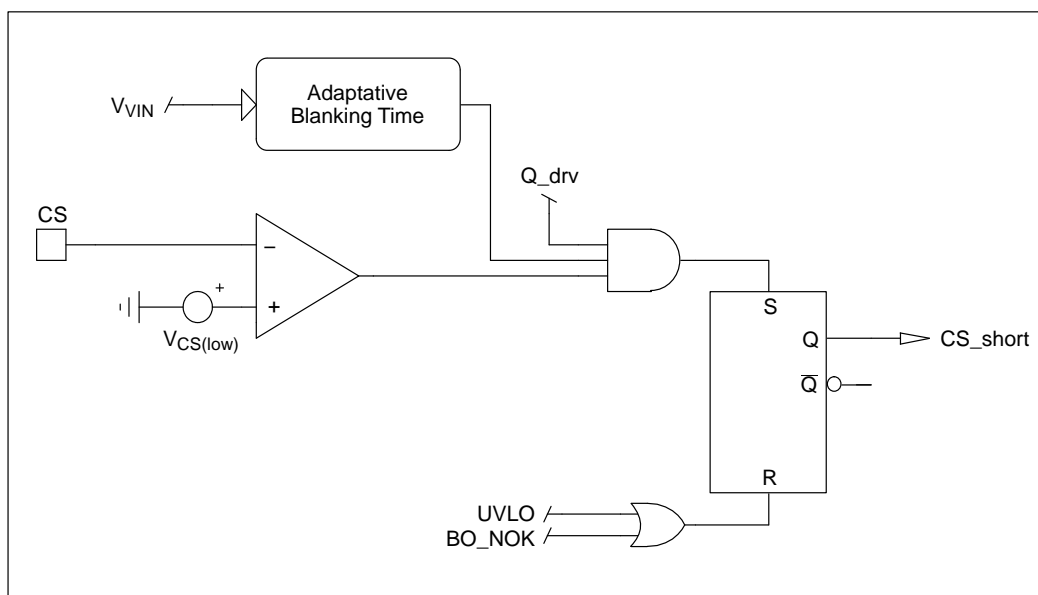 Adaptative
Blanking Time
V_VIN
Q_drv
CS
−
+
+
V_CS(low)
S
Q
CS_short
Q̅
R
UVLO
BO_NOK